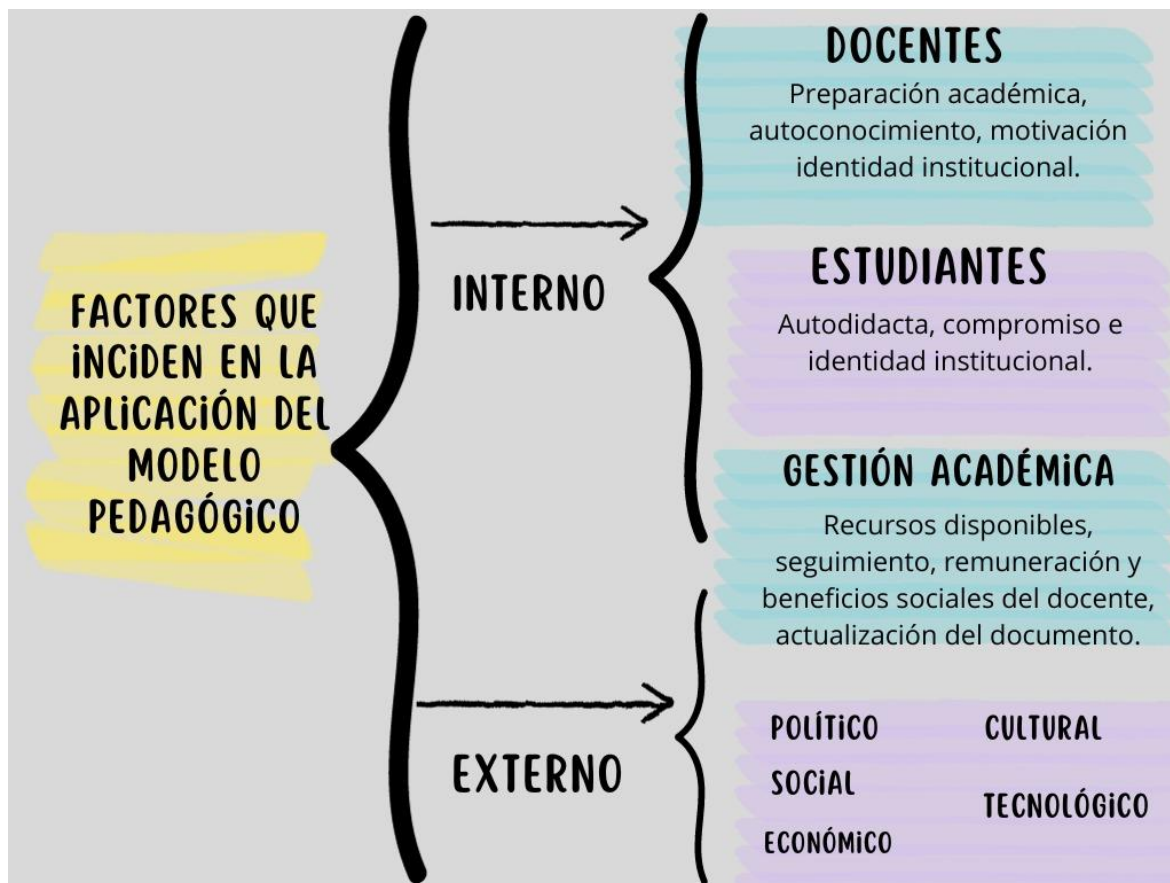 FACTORES QUE
INCIDEN EN LA
APLICACIÓN DEL
MODELO
PEDAGÓGICO
INTERNO
DOCENTES
Preparación académica,
autoconocimiento, motivación
identidad institucional.
ESTUDIANTES
Autodidacta, compromiso e
identidad institucional.
GESTIÓN ACADÉMICA
Recursos disponibles,
seguimiento, remuneración y
beneficios sociales del docente,
actualización del documento.
EXTERNO
POLÍTICO
SOCIAL
ECONÓMICO
CULTURAL
TECNOLÓGICO